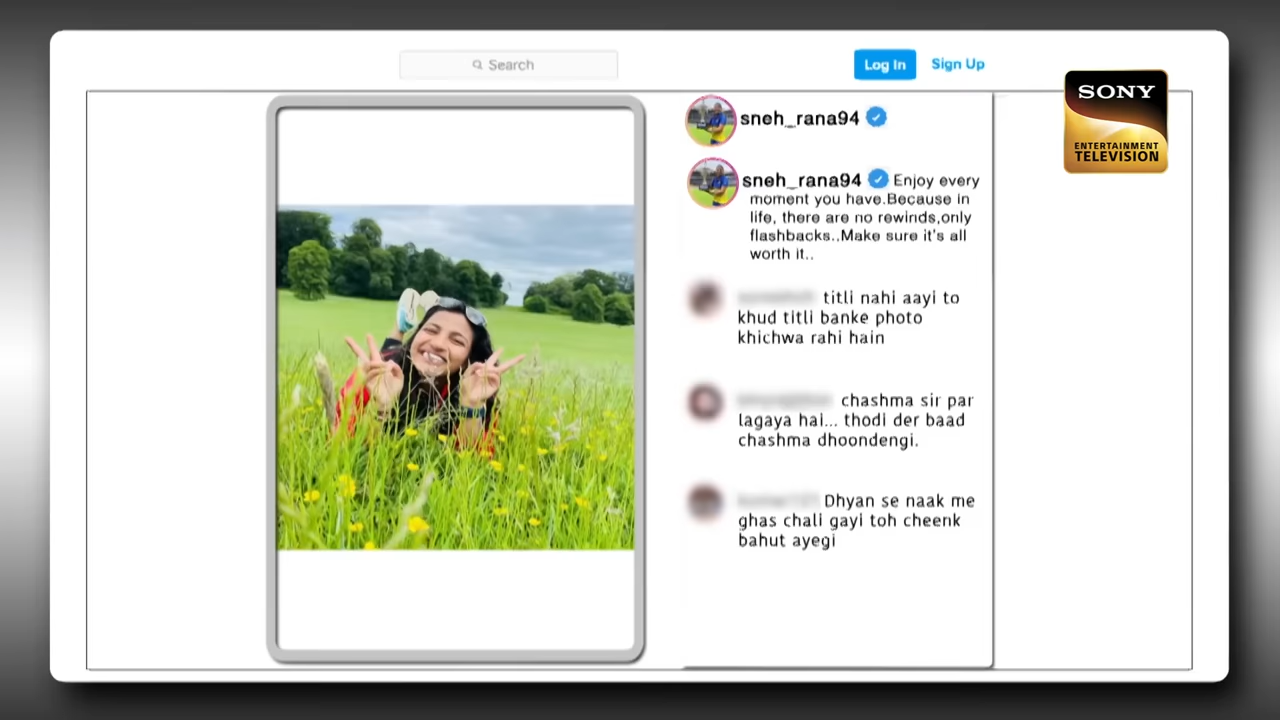 Search
Log In
Sign Up
SONY
ENTERTAINMENT
TELEVISION
sneh_rana94
sneh_rana94 Enjoy every
moment you have.Because in
life, there are no rewinds,only
flashbacks..Make sure it's all
worth it..
titli nahi aayi to
khud titli banke photo
khichwa rahi hain
chashma sir par
lagaya hai... thodi der baad
chashma dhoondengi.
Dhyan se naak me
ghas chali gayi toh cheenk
bahut ayegi